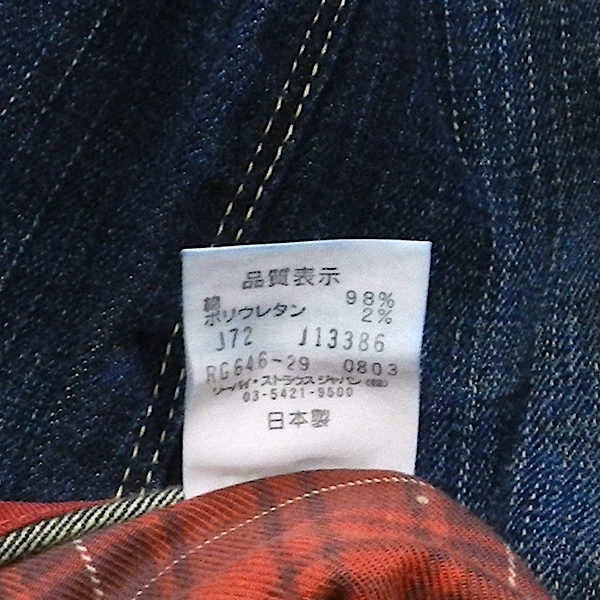 品質表示
綿 98%
ポリウレタン 2%
J72 J13386
RG646-29 0803
リーバイ・ストラウス ジャパン(株)
03-5421-9500
日本製